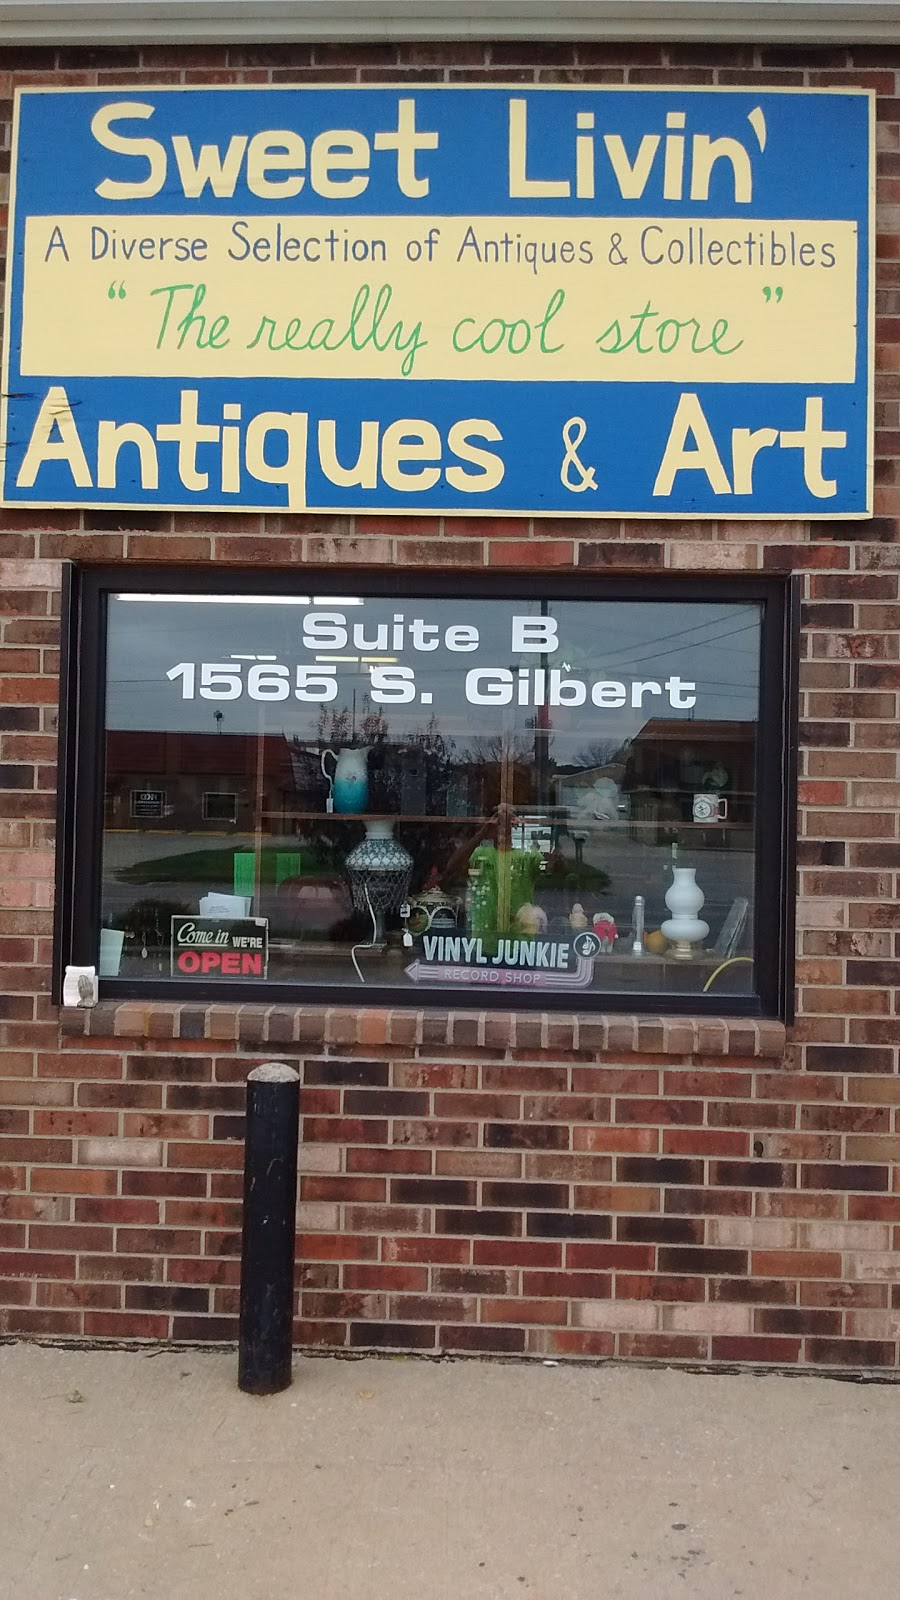 Sweet Livin'
A Diverse Selection of Antiques & Collectibles
“The really cool store”
Antiques & Art
Suite B
1565 S. Gilbert
Come in WE'RE
OPEN
VINYL JUNKIE
RECORD SHOP